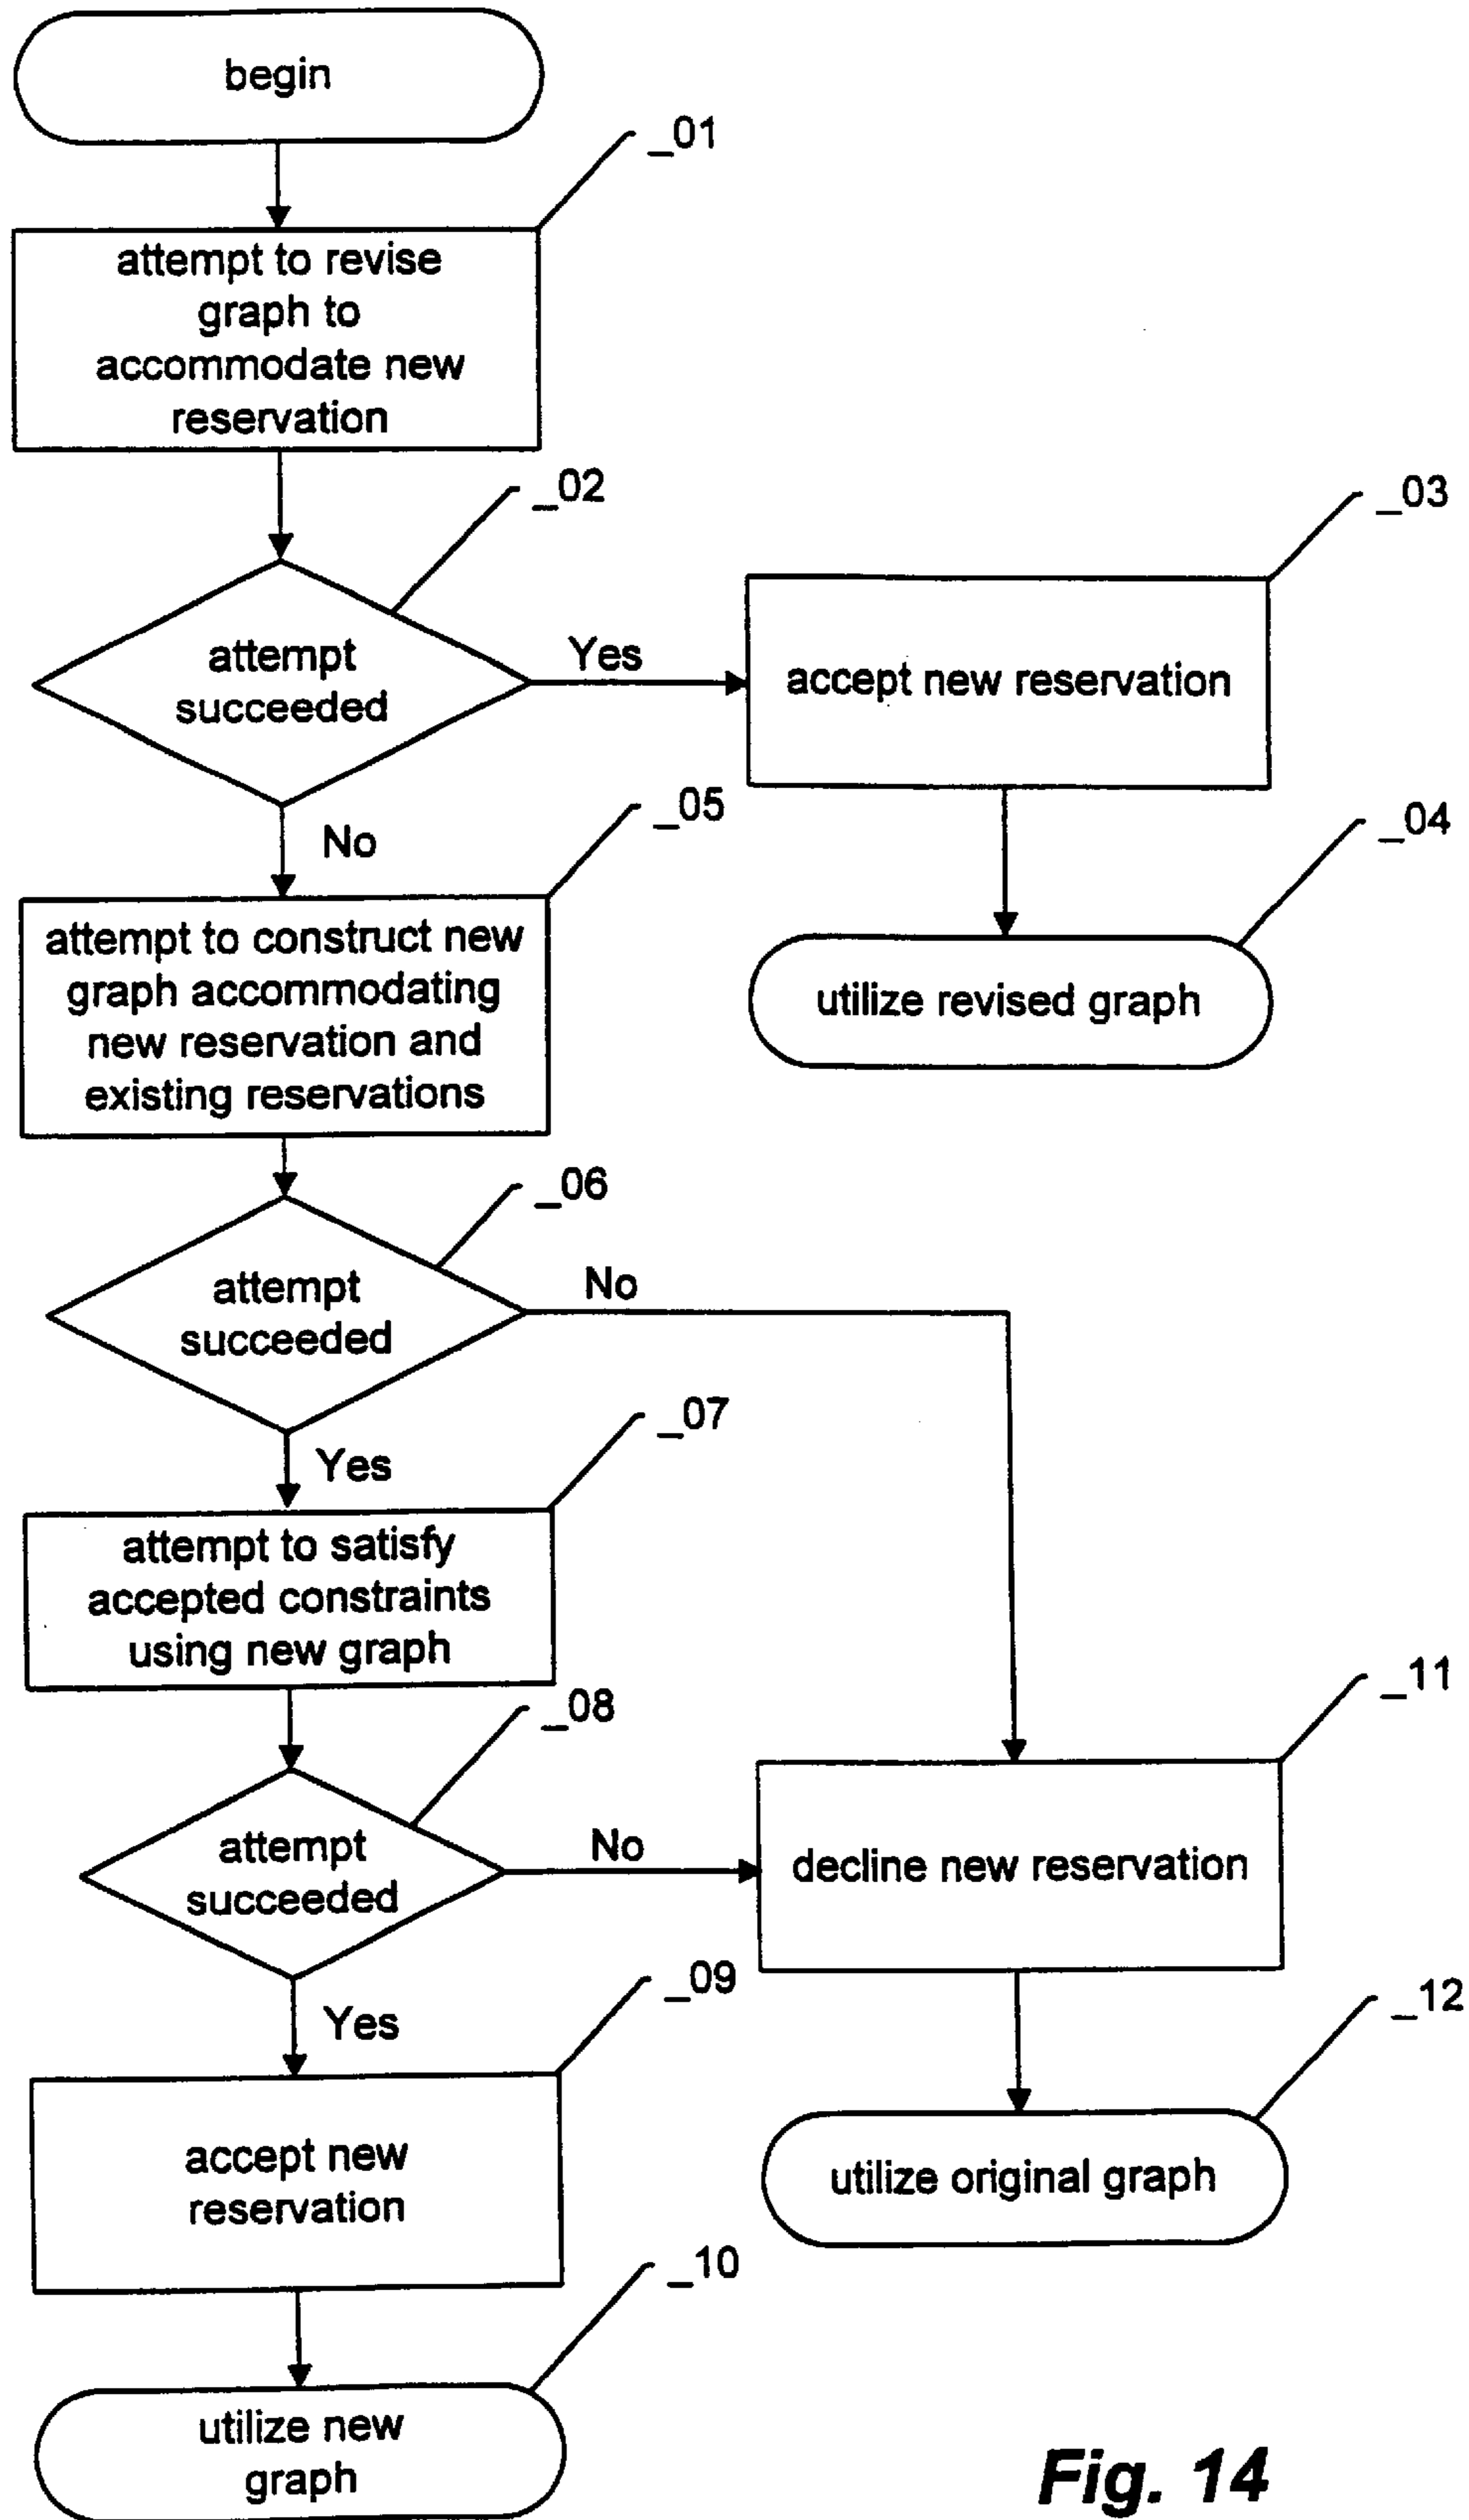 begin
_01
attempt to revise
graph to
accommodate new
reservation
_02
_03
attempt
succeeded
Yes
accept new reservation
No
_05
_04
attempt to construct new
graph accommodating
new reservation and
existing reservations
utilize revised graph
_06
attempt
succeeded
No
Yes
_07
attempt to satisfy
accepted constraints
using new graph
_08
_11
attempt
succeeded
No
decline new reservation
Yes
_09
_12
accept new
reservation
utilize original graph
_10
utilize new
graph
Fig. 14